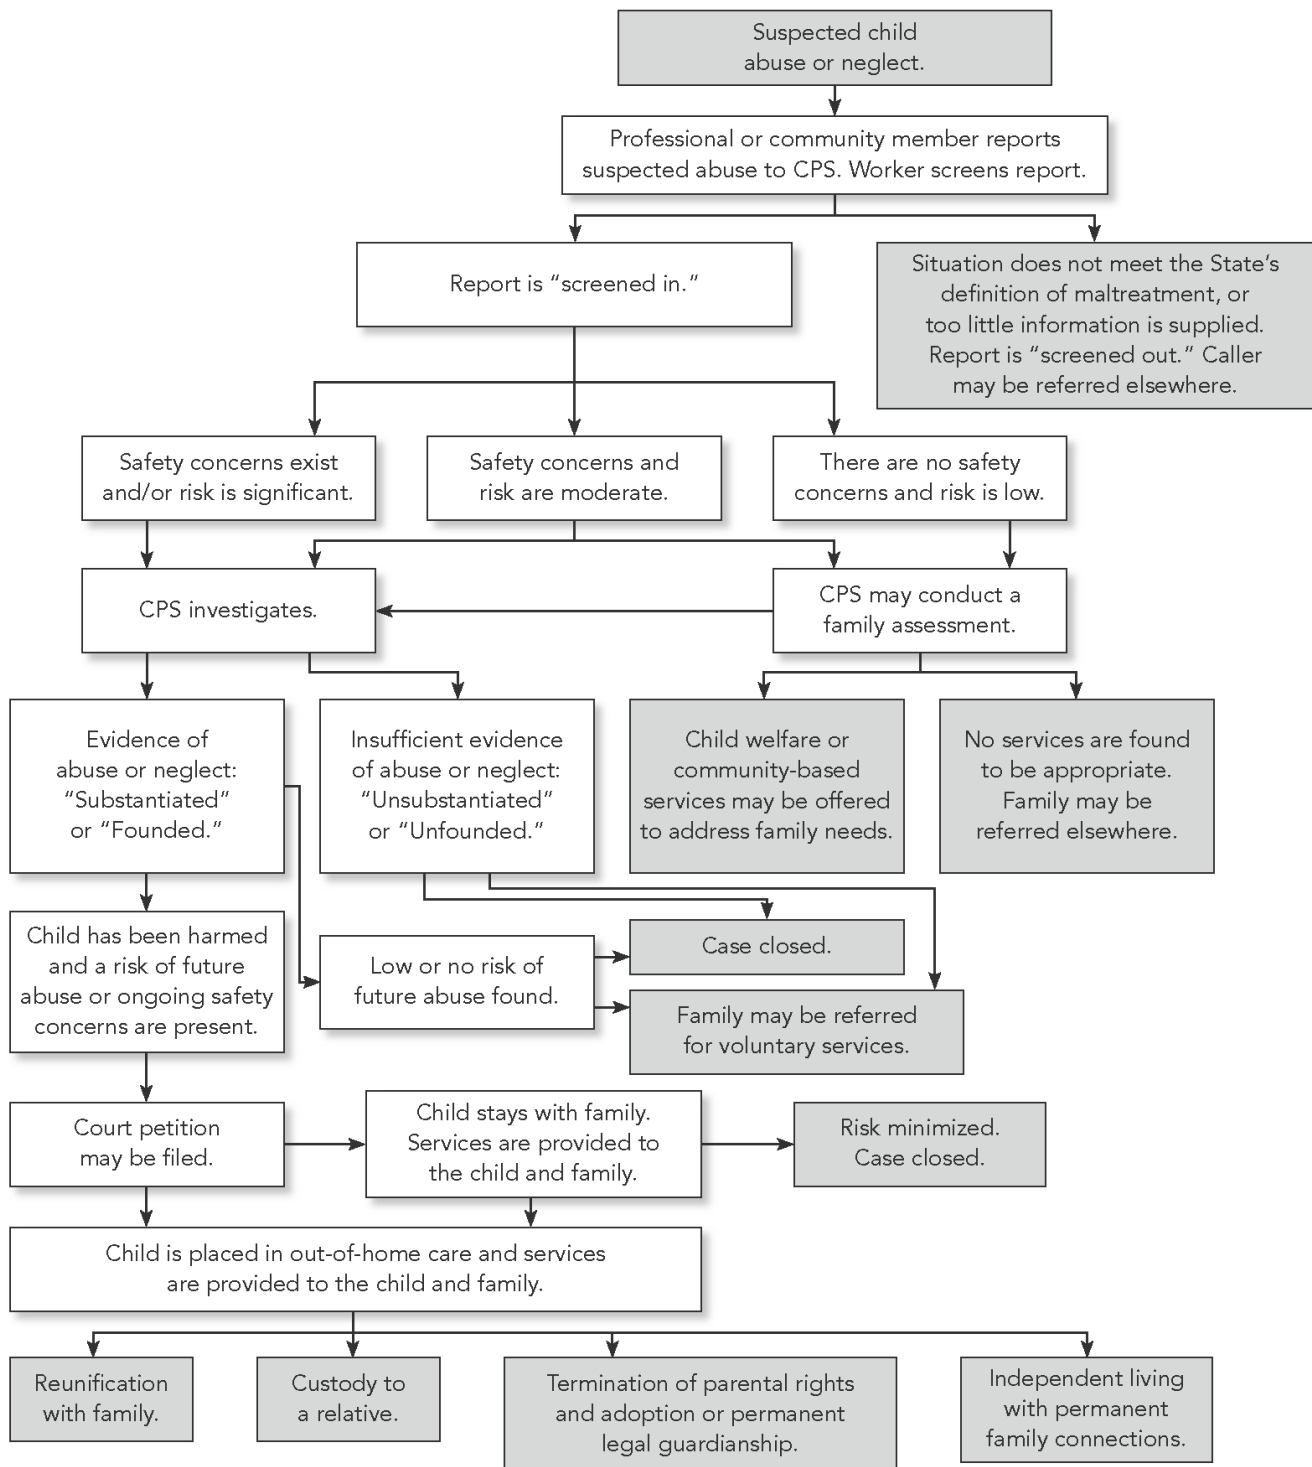 Suspected child
abuse or neglect.
Professional or community member reports
suspected abuse to CPS. Worker screens report.
Report is “screened in.”
Situation does not meet the State’s
definition of maltreatment, or
too little information is supplied.
Report is “screened out.” Caller
may be referred elsewhere.
Safety concerns exist
and/or risk is significant.
Safety concerns and
risk are moderate.
There are no safety
concerns and risk is low.
CPS investigates.
CPS may conduct a
family assessment.
Evidence of
abuse or neglect:
“Substantiated”
or “Founded.”
Insufficient evidence
of abuse or neglect:
“Unsubstantiated”
or “Unfounded.”
Child welfare or
community-based
services may be offered
to address family needs.
No services are found
to be appropriate.
Family may be
referred elsewhere.
Child has been harmed
and a risk of future
abuse or ongoing safety
concerns are present.
Low or no risk of
future abuse found.
Case closed.
Family may be referred
for voluntary services.
Court petition
may be filed.
Child stays with family.
Services are provided to
the child and family.
Risk minimized.
Case closed.
Child is placed in out-of-home care and services
are provided to the child and family.
Reunification
with family.
Custody to
a relative.
Termination of parental rights
and adoption or permanent
legal guardianship.
Independent living
with permanent
family connections.